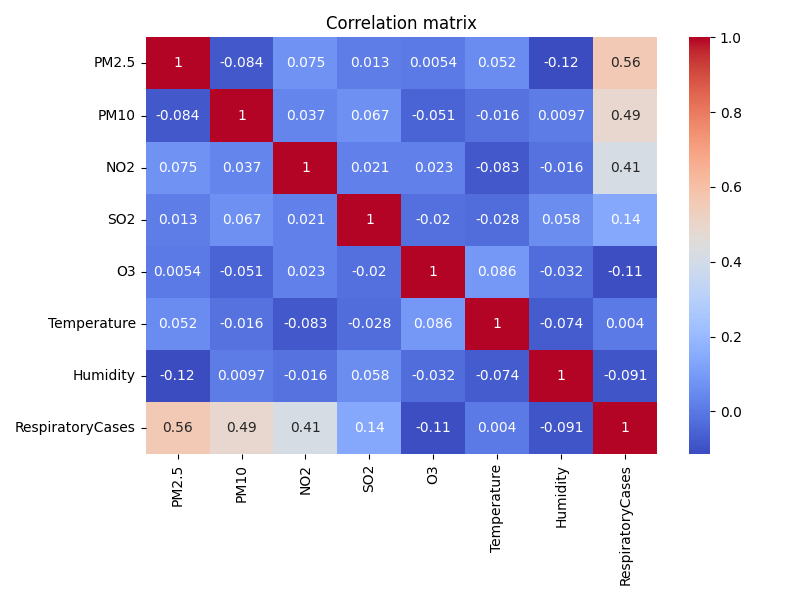 Correlation matrix
PM2.5 1 -0.084 0.075 0.013 0.0054 0.052 -0.12 0.56
PM10 -0.084 1 0.037 0.067 -0.051 -0.016 0.0097 0.49
NO2 0.075 0.037 1 0.021 0.023 -0.083 -0.016 0.41
SO2 0.013 0.067 0.021 1 -0.02 -0.028 0.058 0.14
O3 0.0054 -0.051 0.023 -0.02 1 0.086 -0.032 -0.11
Temperature 0.052 -0.016 -0.083 -0.028 0.086 1 -0.074 0.004
Humidity -0.12 0.0097 -0.016 0.058 -0.032 -0.074 1 -0.091
RespiratoryCases 0.56 0.49 0.41 0.14 -0.11 0.004 -0.091 1
PM2.5 PM10 NO2 SO2 O3 Temperature Humidity RespiratoryCases
1.0
0.8
0.6
0.4
0.2
0.0